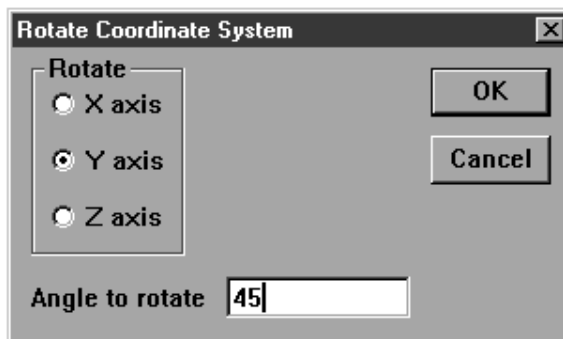 Rotate Coordinate System
Rotate
X axis
Y axis
Z axis
OK
Cancel
Angle to rotate 45